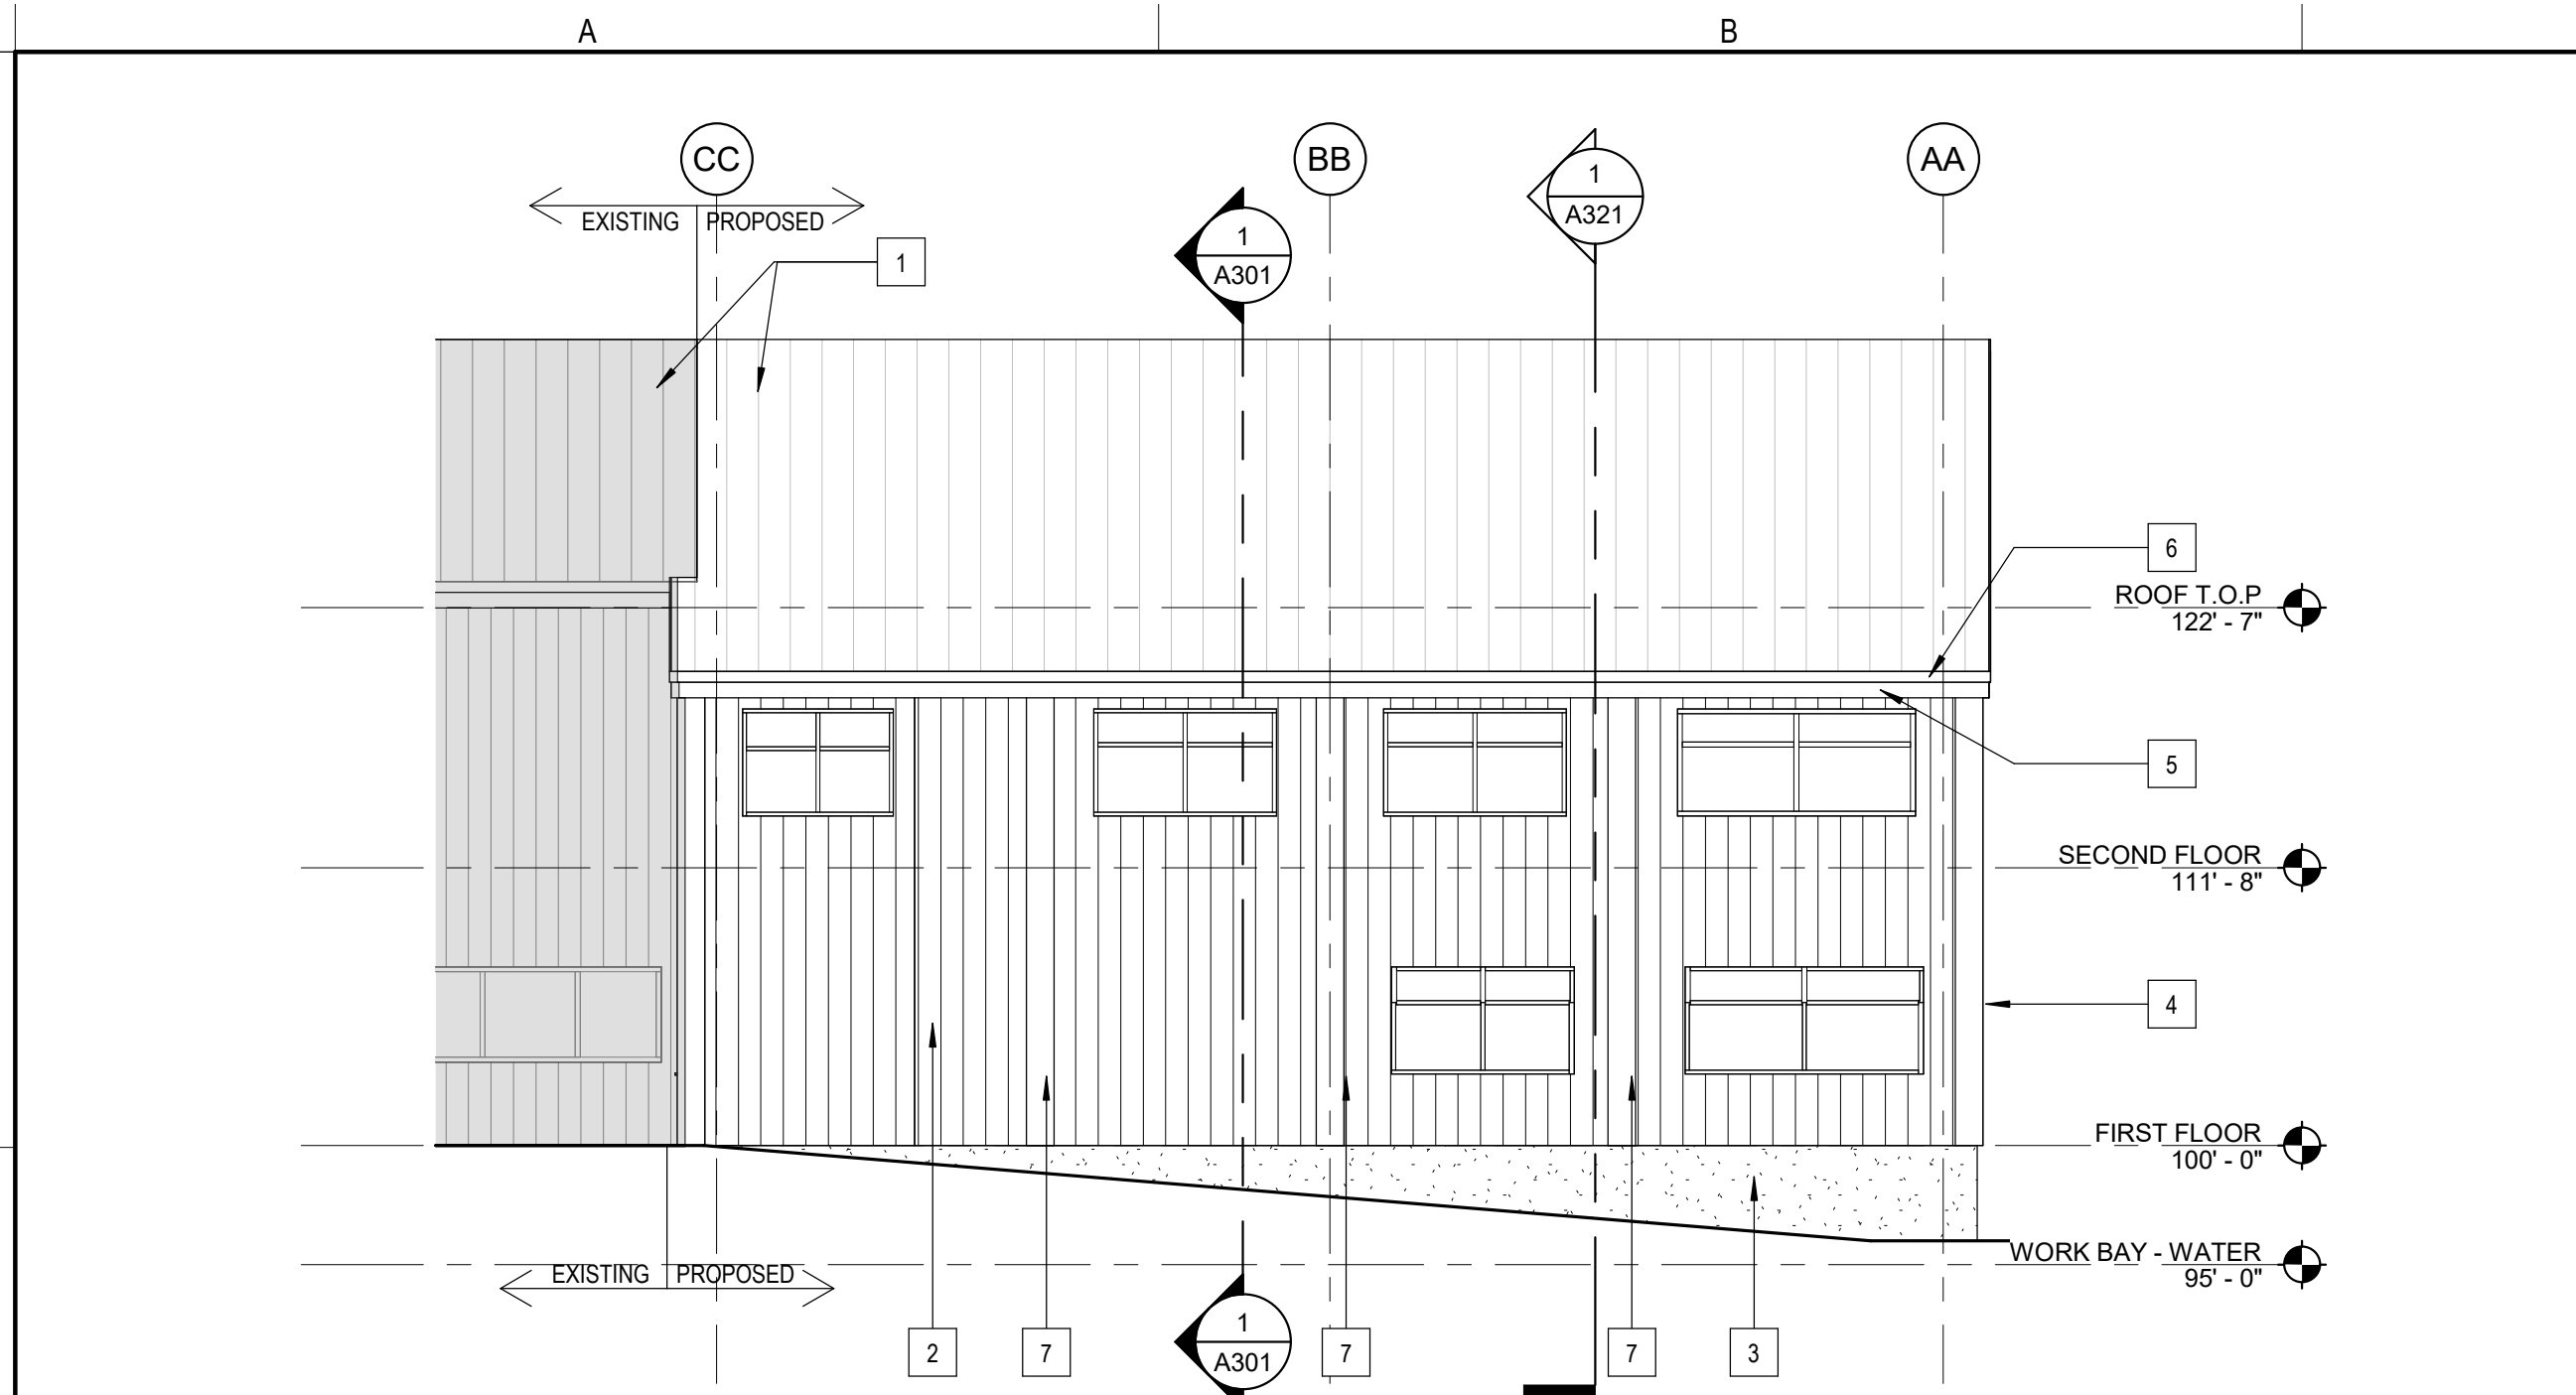 A
B
CC
BB
AA
1
A321
EXISTING
PROPOSED
1
A301
1
6
ROOF T.O.P
122' - 7"
5
SECOND FLOOR
111' - 8"
4
FIRST FLOOR
100' - 0"
WORK BAY - WATER
95' - 0"
EXISTING
PROPOSED
1
A301
2
7
7
7
3